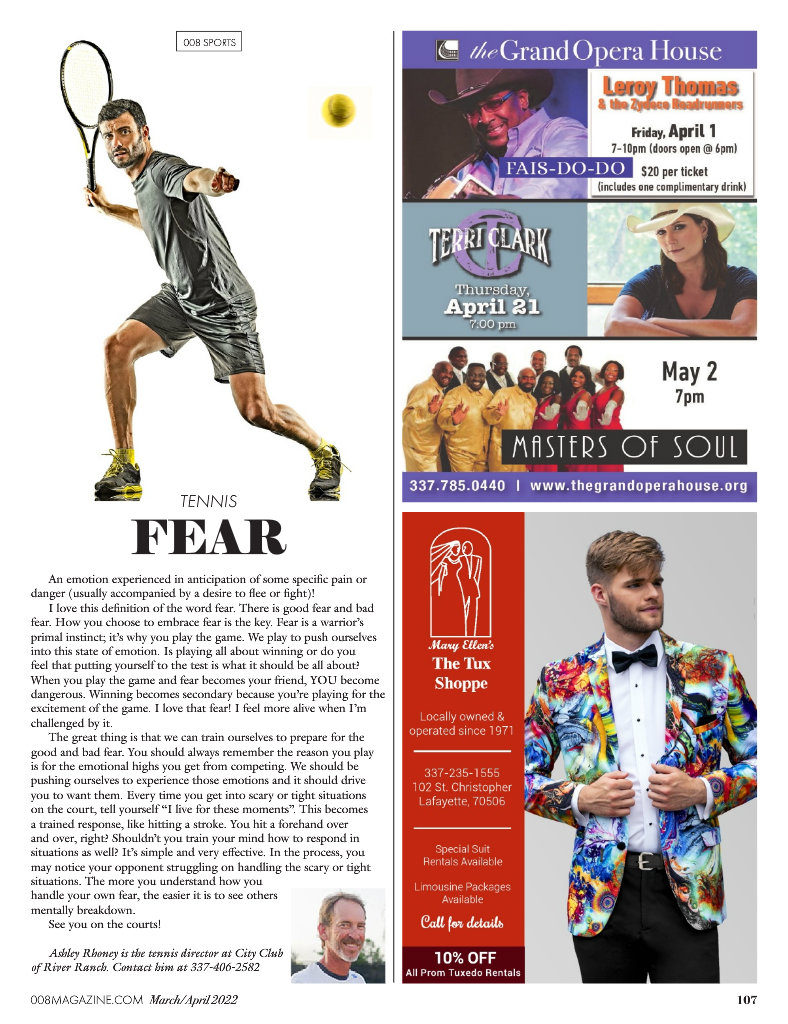 008 SPORTS
TENNIS
FEAR
An emotion experienced in anticipation of some specific pain or
danger (usually accompanied by a desire to flee or fight)!
I love this definition of the word fear. There is good fear and bad
fear. How you choose to embrace fear is the key. Fear is a warrior's
primal instinct; it's why you play the game. We play to push ourselves
into this state of emotion. Is playing all about winning or do you
feel that putting yourself to the test is what it should be all about?
When you play the game and fear becomes your friend, YOU become
dangerous. Winning becomes secondary because you're playing for the
excitement of the game. I love that fear! I feel more alive when I'm
challenged by it.
The great thing is that we can train ourselves to prepare for the
good and bad fear. You should always remember the reason you play
is for the emotional highs you get from competing. We should be
pushing ourselves to experience those emotions and it should drive
you to want them. Every time you get into scary or tight situations
on the court, tell yourself “I live for these moments”. This becomes
a trained response, like hitting a stroke. You hit a forehand over
and over, right? Shouldn't you train your mind how to respond in
situations as well? It's simple and very effective. In the process, you
may notice your opponent struggling on handling the scary or tight
situations. The more you understand how you
handle your own fear, the easier it is to see others
mentally breakdown.
See you on the courts!
Ashley Rhoney is the tennis director at City Club
of River Ranch. Contact him at 337-406-2582
the Grand Opera House
Leroy Thomas
& the Zydeco Roadrunners
Friday, April 1
7-10pm (doors open @ 6pm)
FAIS-DO-DO
$20 per ticket
(includes one complimentary drink)
TERRI CLARK
Thursday,
April 21
7:00 pm
May 2
7pm
MASTERS OF SOUL
337.785.0440 | www.thegrandoperahouse.org
Mary Ellen's
The Tux
Shoppe
Locally owned &
operated since 1971
337-235-1555
102 St. Christopher
Lafayette, 70506
Special Suit
Rentals Available
Limousine Packages
Available
Call for details
10% OFF
All Prom Tuxedo Rentals
008MAGAZINE.COM March/April 2022
107